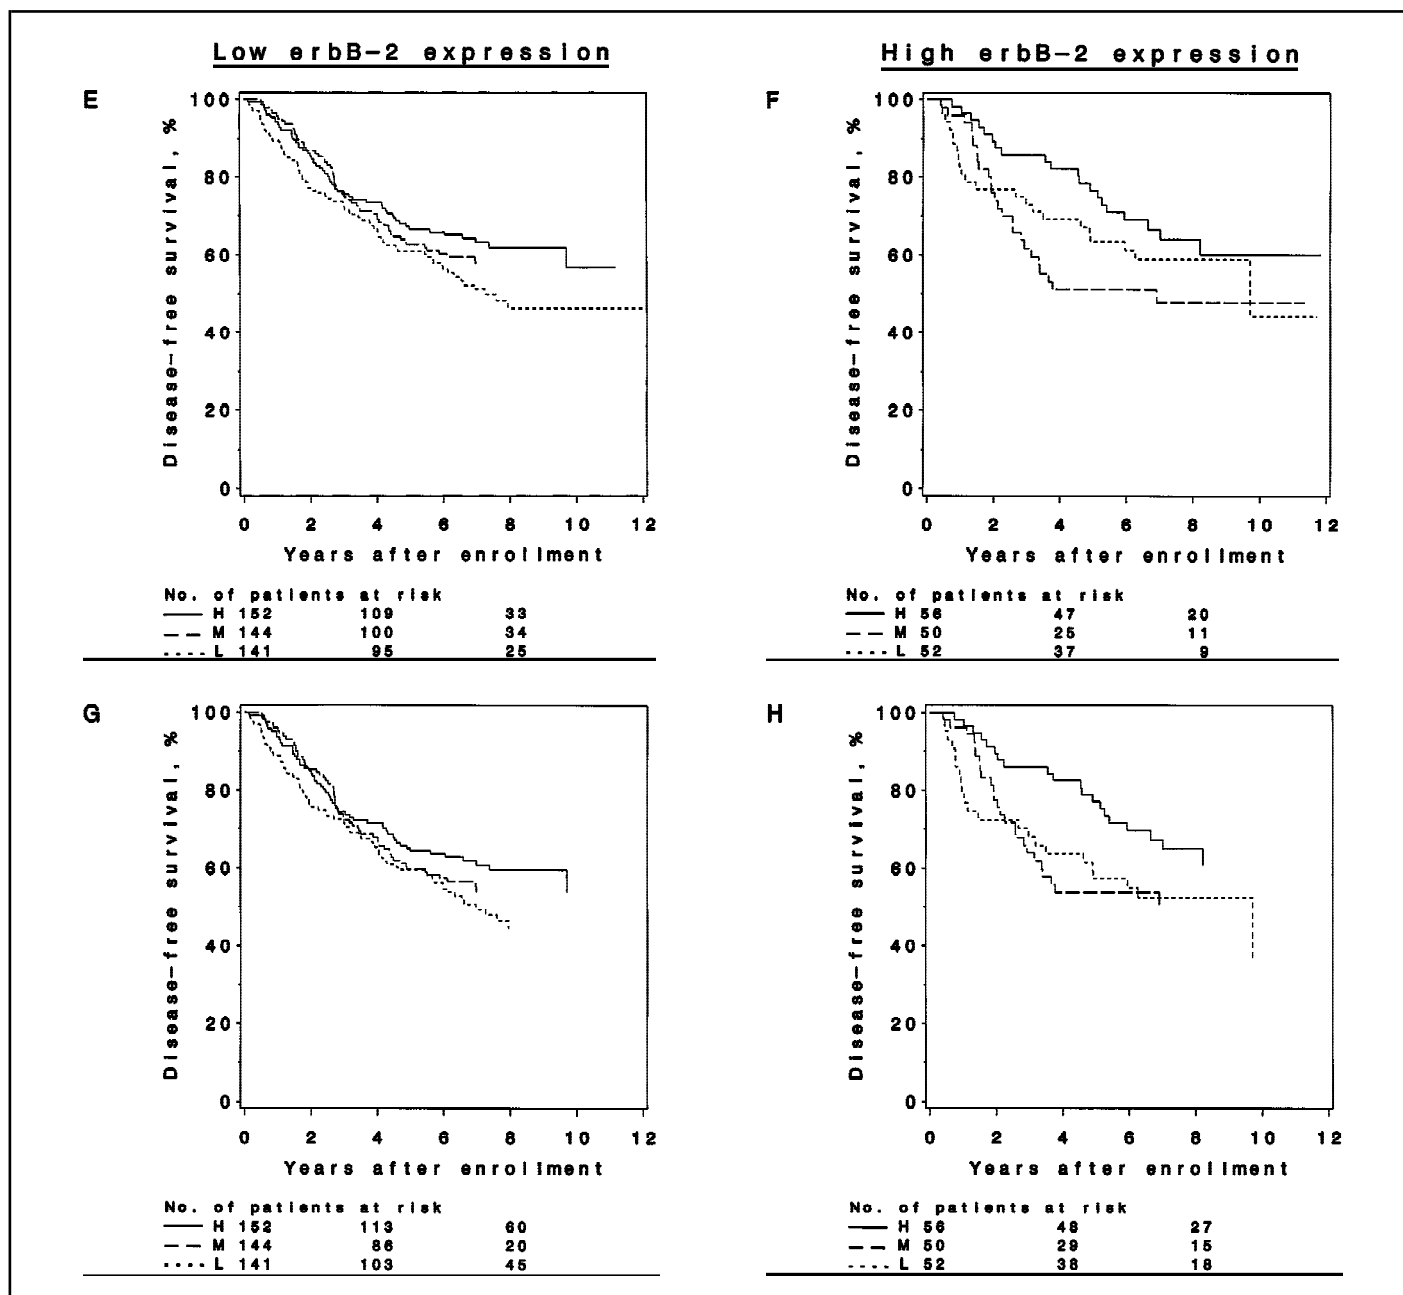 Low erbB-2 expression
High erbB-2 expression
E
Disease-free survival, %
100
80
60
40
20
0
0 2 4 6 8 10 12
Years after enrollment
No. of patients at risk
H 152 109 33
M 144 100 34
L 141 95 25
F
Disease-free survival, %
100
80
60
40
20
0
0 2 4 6 8 10 12
Years after enrollment
No. of patients at risk
H 56 47 20
M 50 25 11
L 52 37 9
G
Disease-free survival, %
100
80
60
40
20
0
0 2 4 6 8 10 12
Years after enrollment
No. of patients at risk
H 152 113 60
M 144 86 20
L 141 103 45
H
Disease-free survival, %
100
80
60
40
20
0
0 2 4 6 8 10 12
Years after enrollment
No. of patients at risk
H 56 48 27
M 50 29 15
L 52 38 18